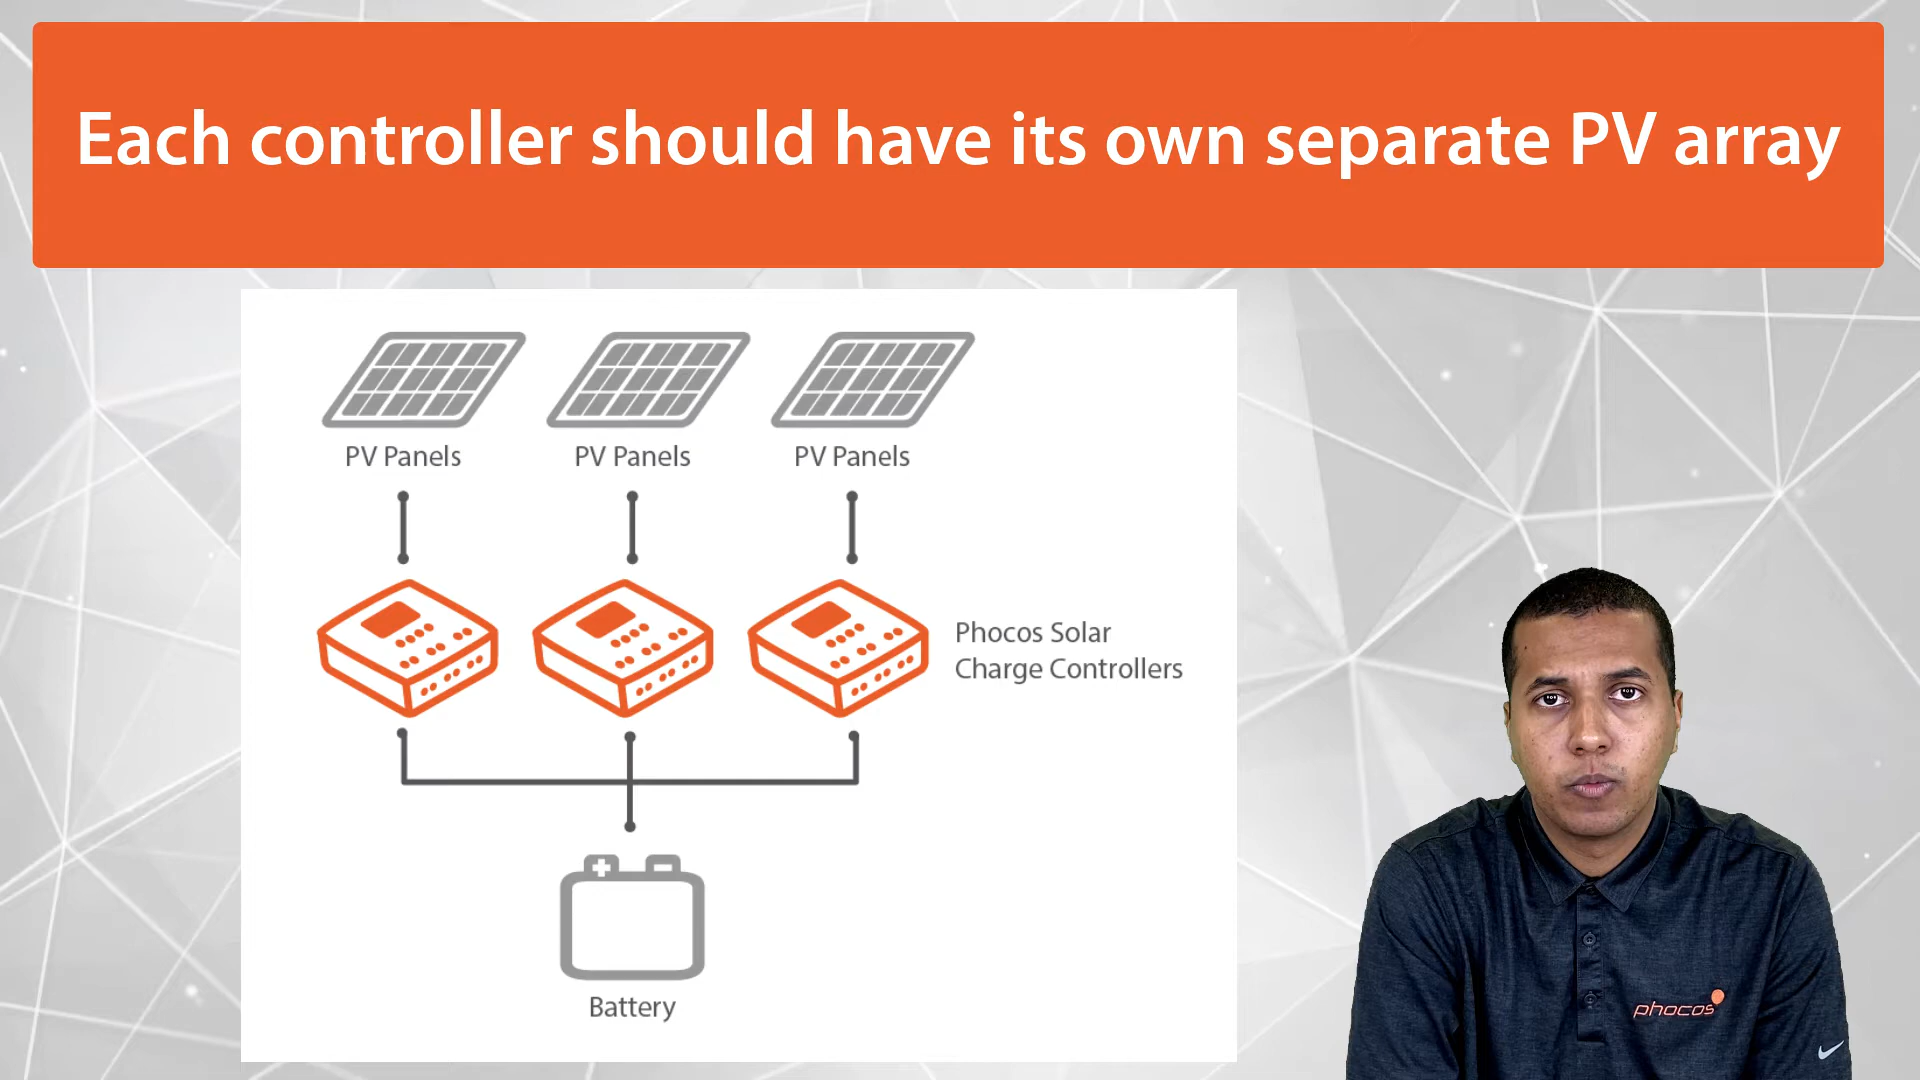 Each controller should have its own separate PV array
PV Panels
PV Panels
PV Panels
Phocos Solar
Charge Controllers
Battery
phocos